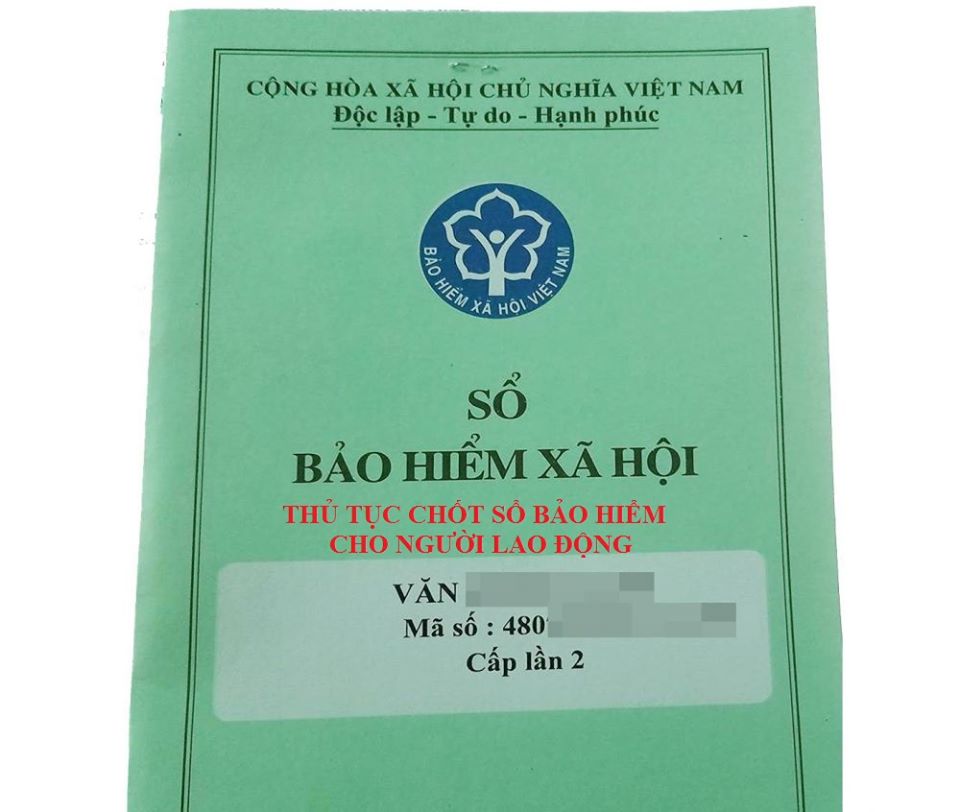 CỘNG HÒA XÃ HỘI CHỦ NGHĨA VIỆT NAM
Độc lập - Tự do - Hạnh phúc
BẢO HIỂM XÃ HỘI VIỆT NAM
SỔ
BẢO HIỂM XÃ HỘI
THỦ TỤC CHỐT SỔ BẢO HIỂM
CHO NGƯỜI LAO ĐỘNG
VĂN
Mã số : 480
Cấp lần 2